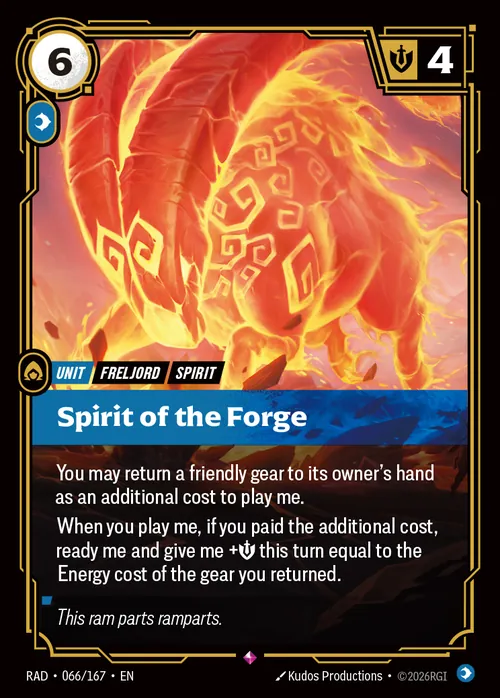 6
4
UNIT FRELJORD SPIRIT
Spirit of the Forge
You may return a friendly gear to its owner's hand
as an additional cost to play me.
When you play me, if you paid the additional cost,
ready me and give me + this turn equal to the
Energy cost of the gear you returned.
This ram parts ramparts.
RAD • 066/167 • EN
Kudos Productions • ©2026RGI